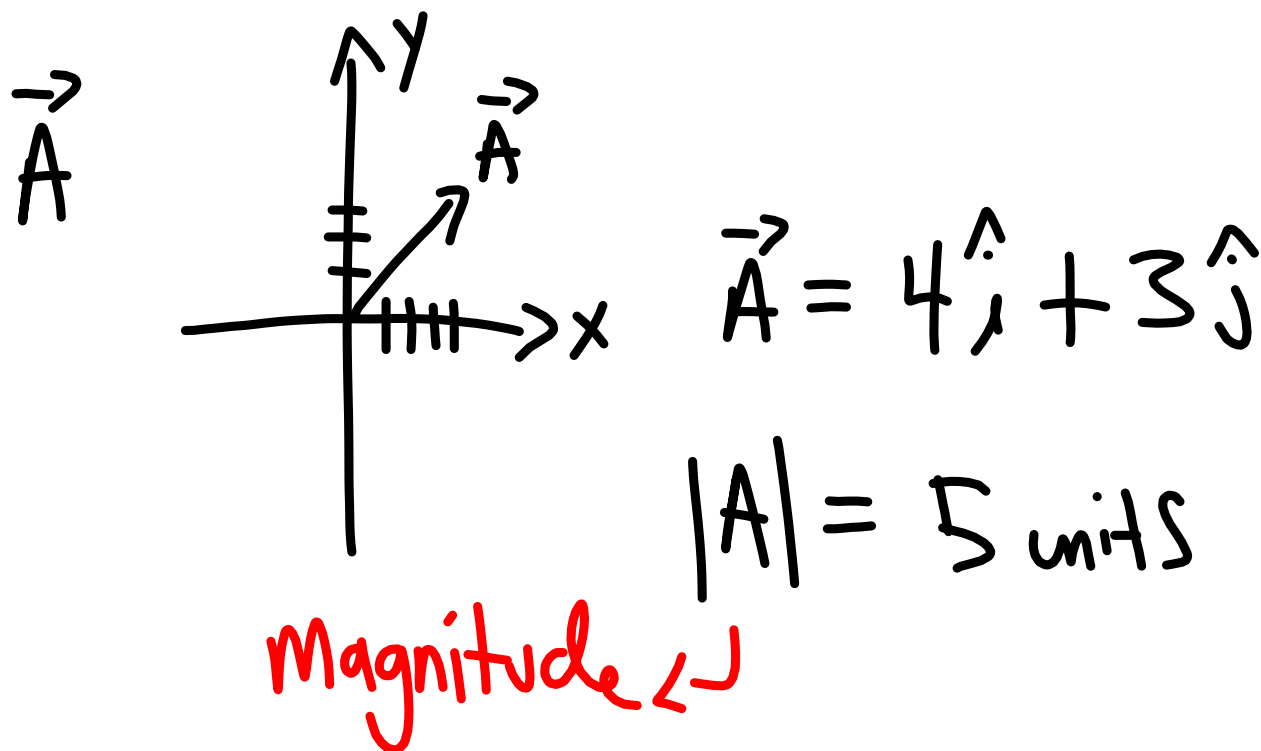 y
A⃗
A⃗
x
A⃗ = 4î + 3ĵ
|A| = 5 units
Magnitude